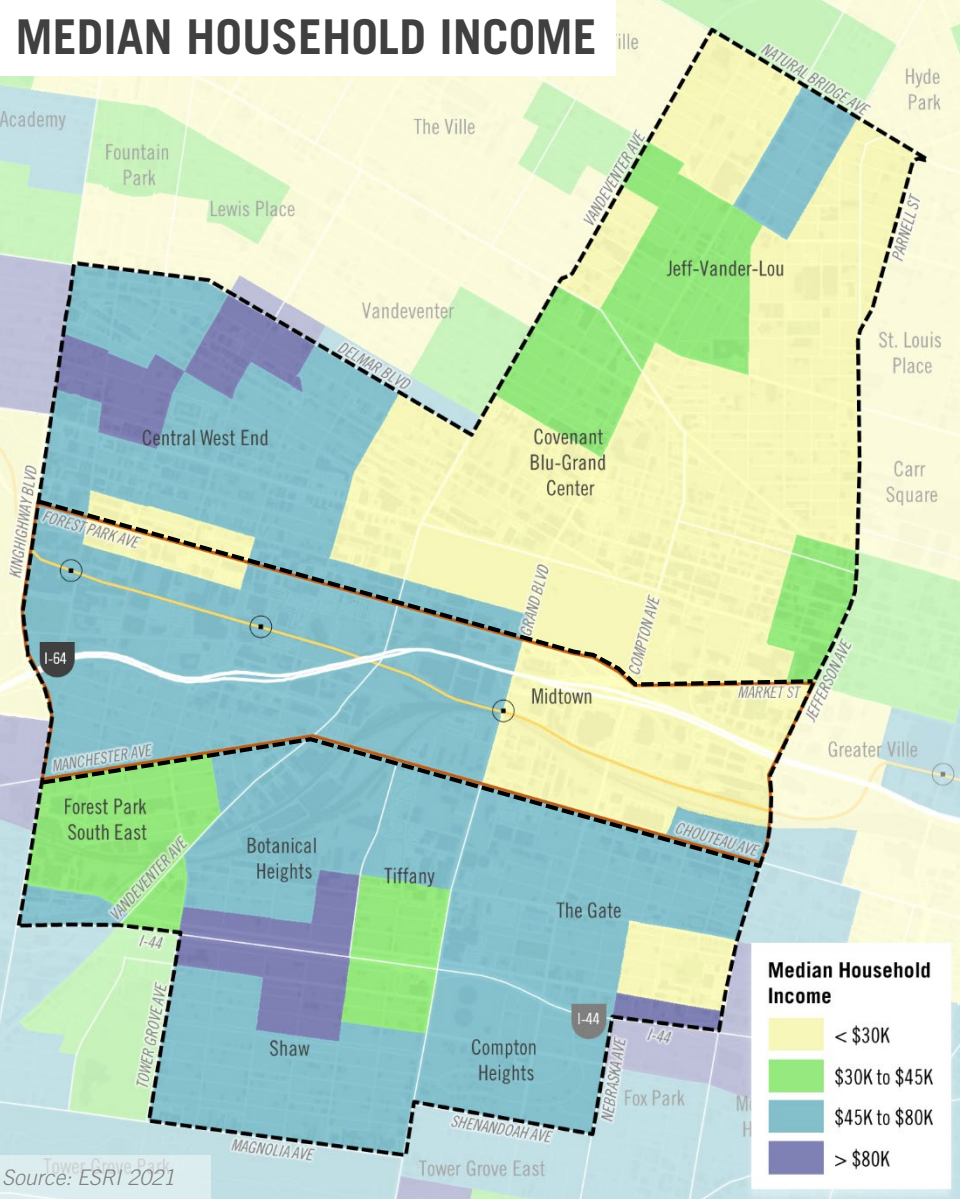 MEDIAN HOUSEHOLD INCOME
ille
NATURAL BRIDGE AVE
Hyde
Park
Academy
The Ville
Fountain
Park
VANDEVENTER AVE
Lewis Place
PARNELL ST
Jeff-Vander-Lou
Vandeventer
St. Louis
Place
DELMAR BLVD
Central West End
Covenant
Blu-Grand
Center
Carr
Square
KINGHIGHWAY BLVD
FOREST PARK AVE
GRAND BLVD
COMPTON AVE
I-64
Midtown
MARKET ST
JEFFERSON AVE
MANCHESTER AVE
Greater Ville
Forest Park
South East
CHOUTEAU AVE
Botanical
Heights
VANDEVENTER AVE
Tiffany
The Gate
I-44
Median Household
Income
< $30K
$30K to $45K
$45K to $80K
> $80K
TOWER GROVE AVE
I-44
I-44
Shaw
Compton
Heights
NEBRASKA AVE
Fox Park
M
H
SHENANDOAH AVE
MAGNOLIA AVE
Tower Grove Park
Tower Grove East
Source: ESRI 2021